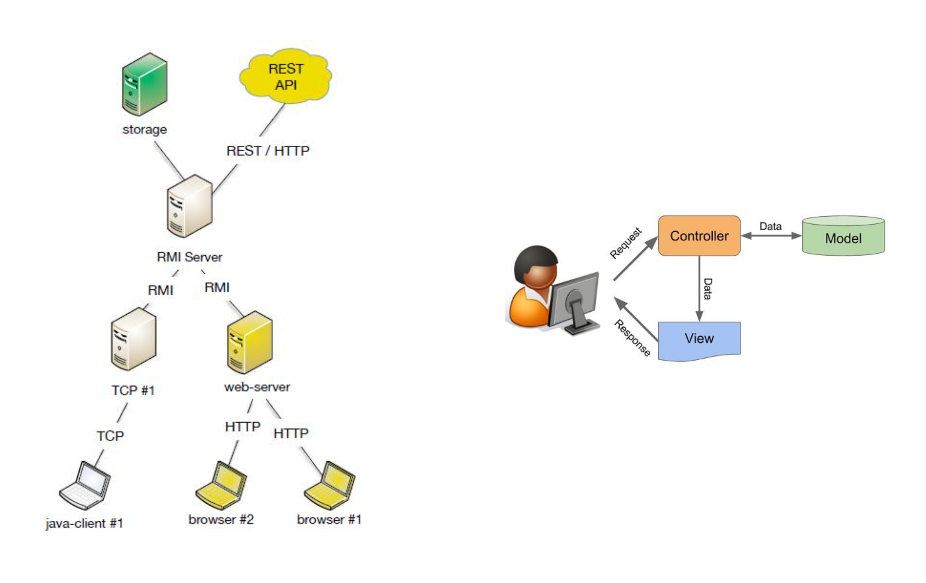 REST
API
storage
REST / HTTP
RMI Server
RMI
RMI
TCP #1
web-server
TCP
HTTP
HTTP
java-client #1
browser #2
browser #1
Request
Controller
Data
Model
Data
Response
View